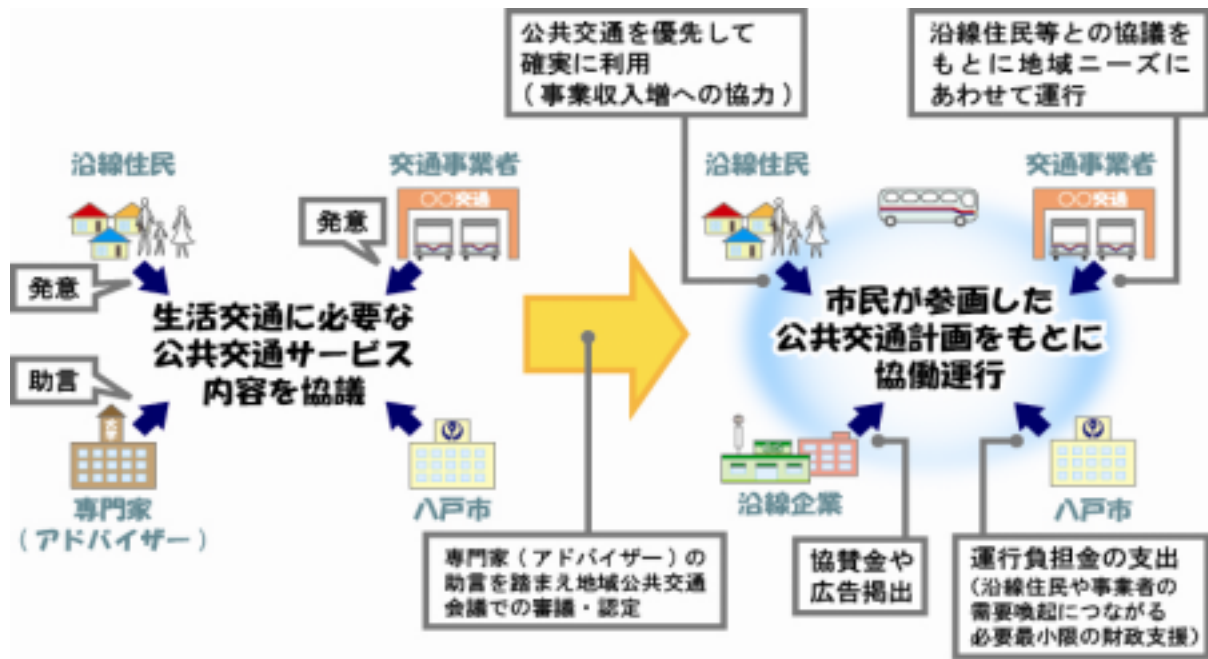 公共交通を優先して
確実に利用
(事業収入増への協力)
沿線住民等との協議を
もとに地域ニーズに
あわせて運行
沿線住民
交通事業者
〇〇交通
発意
発意
生活交通に必要な
公共交通サービス
内容を協議
助言
専門家
(アドバイザー)
八戸市
専門家(アドバイザー)の
助言を踏まえ地域公共交通
会議での審議・認定
沿線住民
交通事業者
〇〇交通
市民が参画した
公共交通計画をもとに
協働運行
沿線企業
八戸市
協賛金や
広告掲出
運行負担金の支出
(沿線住民や事業者の
需要喚起につながる
必要最小限の財政支援)